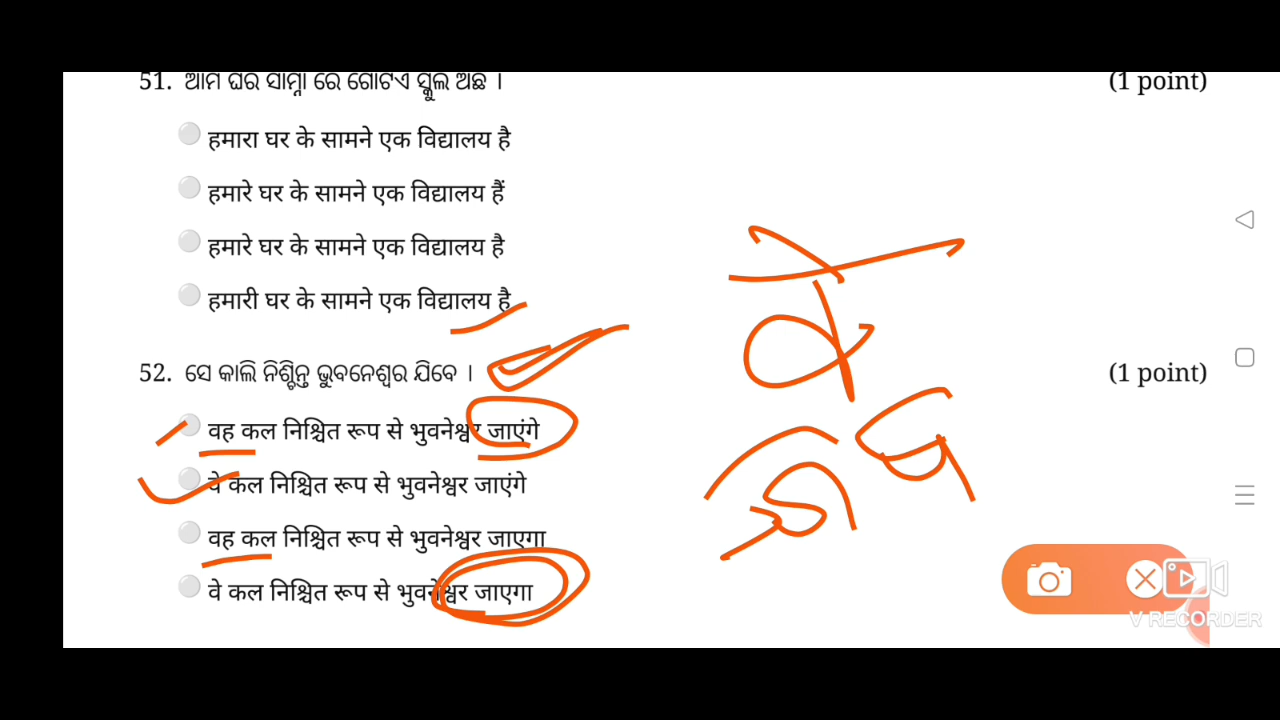 51. ଆମ ଘର ସାମ୍ନା ରେ ଗୋଟିଏ ସ୍କୁଲ ଅଛି । (1 point)
हमारा घर के सामने एक विद्यालय है
हमारे घर के सामने एक विद्यालय हैं
हमारे घर के सामने एक विद्यालय है
हमारी घर के सामने एक विद्यालय है
52. ସେ କାଲି ନିଶ୍ଚିନ୍ତ ଭୁବନେଶ୍ୱର ଯିବେ । (1 point)
वह कल निश्चित रूप से भुवनेश्वर जाएंगे
वे कल निश्चित रूप से भुवनेश्वर जाएंगे
वह कल निश्चित रूप से भुवनेश्वर जाएगा
वे कल निश्चित रूप से भुवनेश्वर जाएगा
V RECORDER